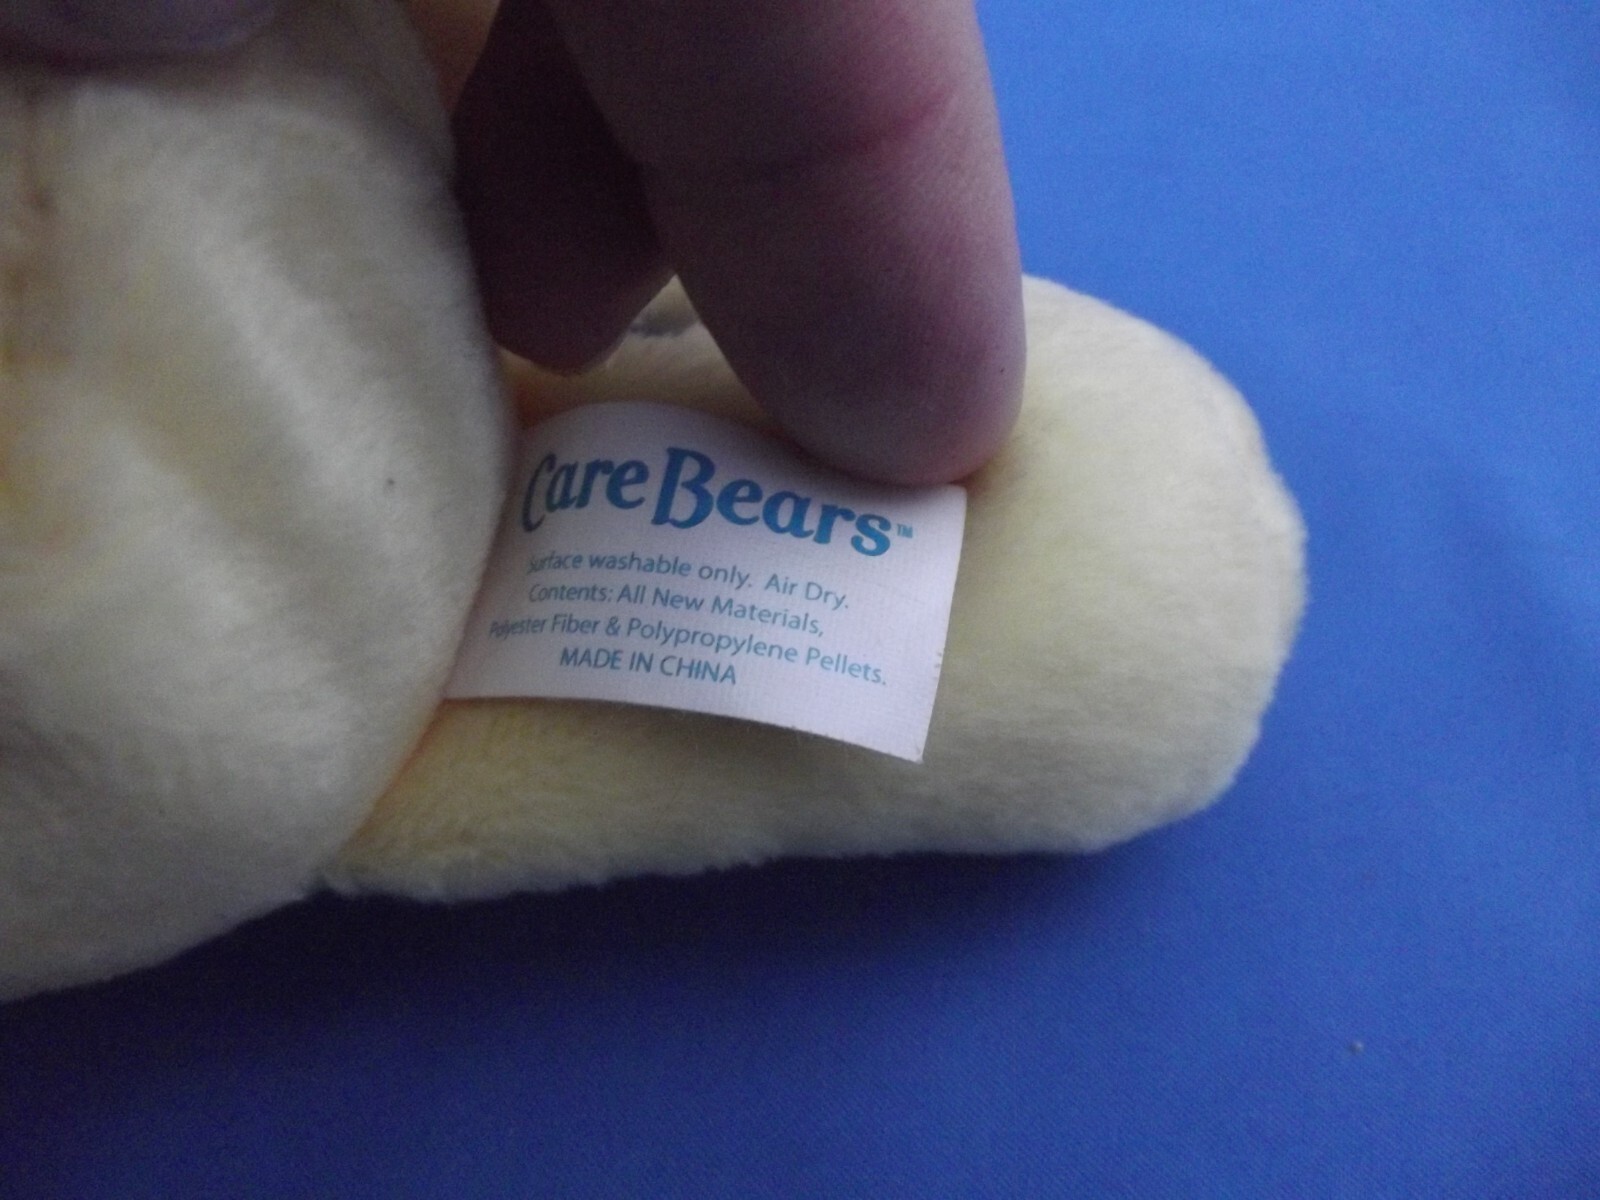 Care Bears™
Surface washable only. Air Dry.
Contents: All New Materials,
Polyester Fiber & Polypropylene Pellets.
MADE IN CHINA